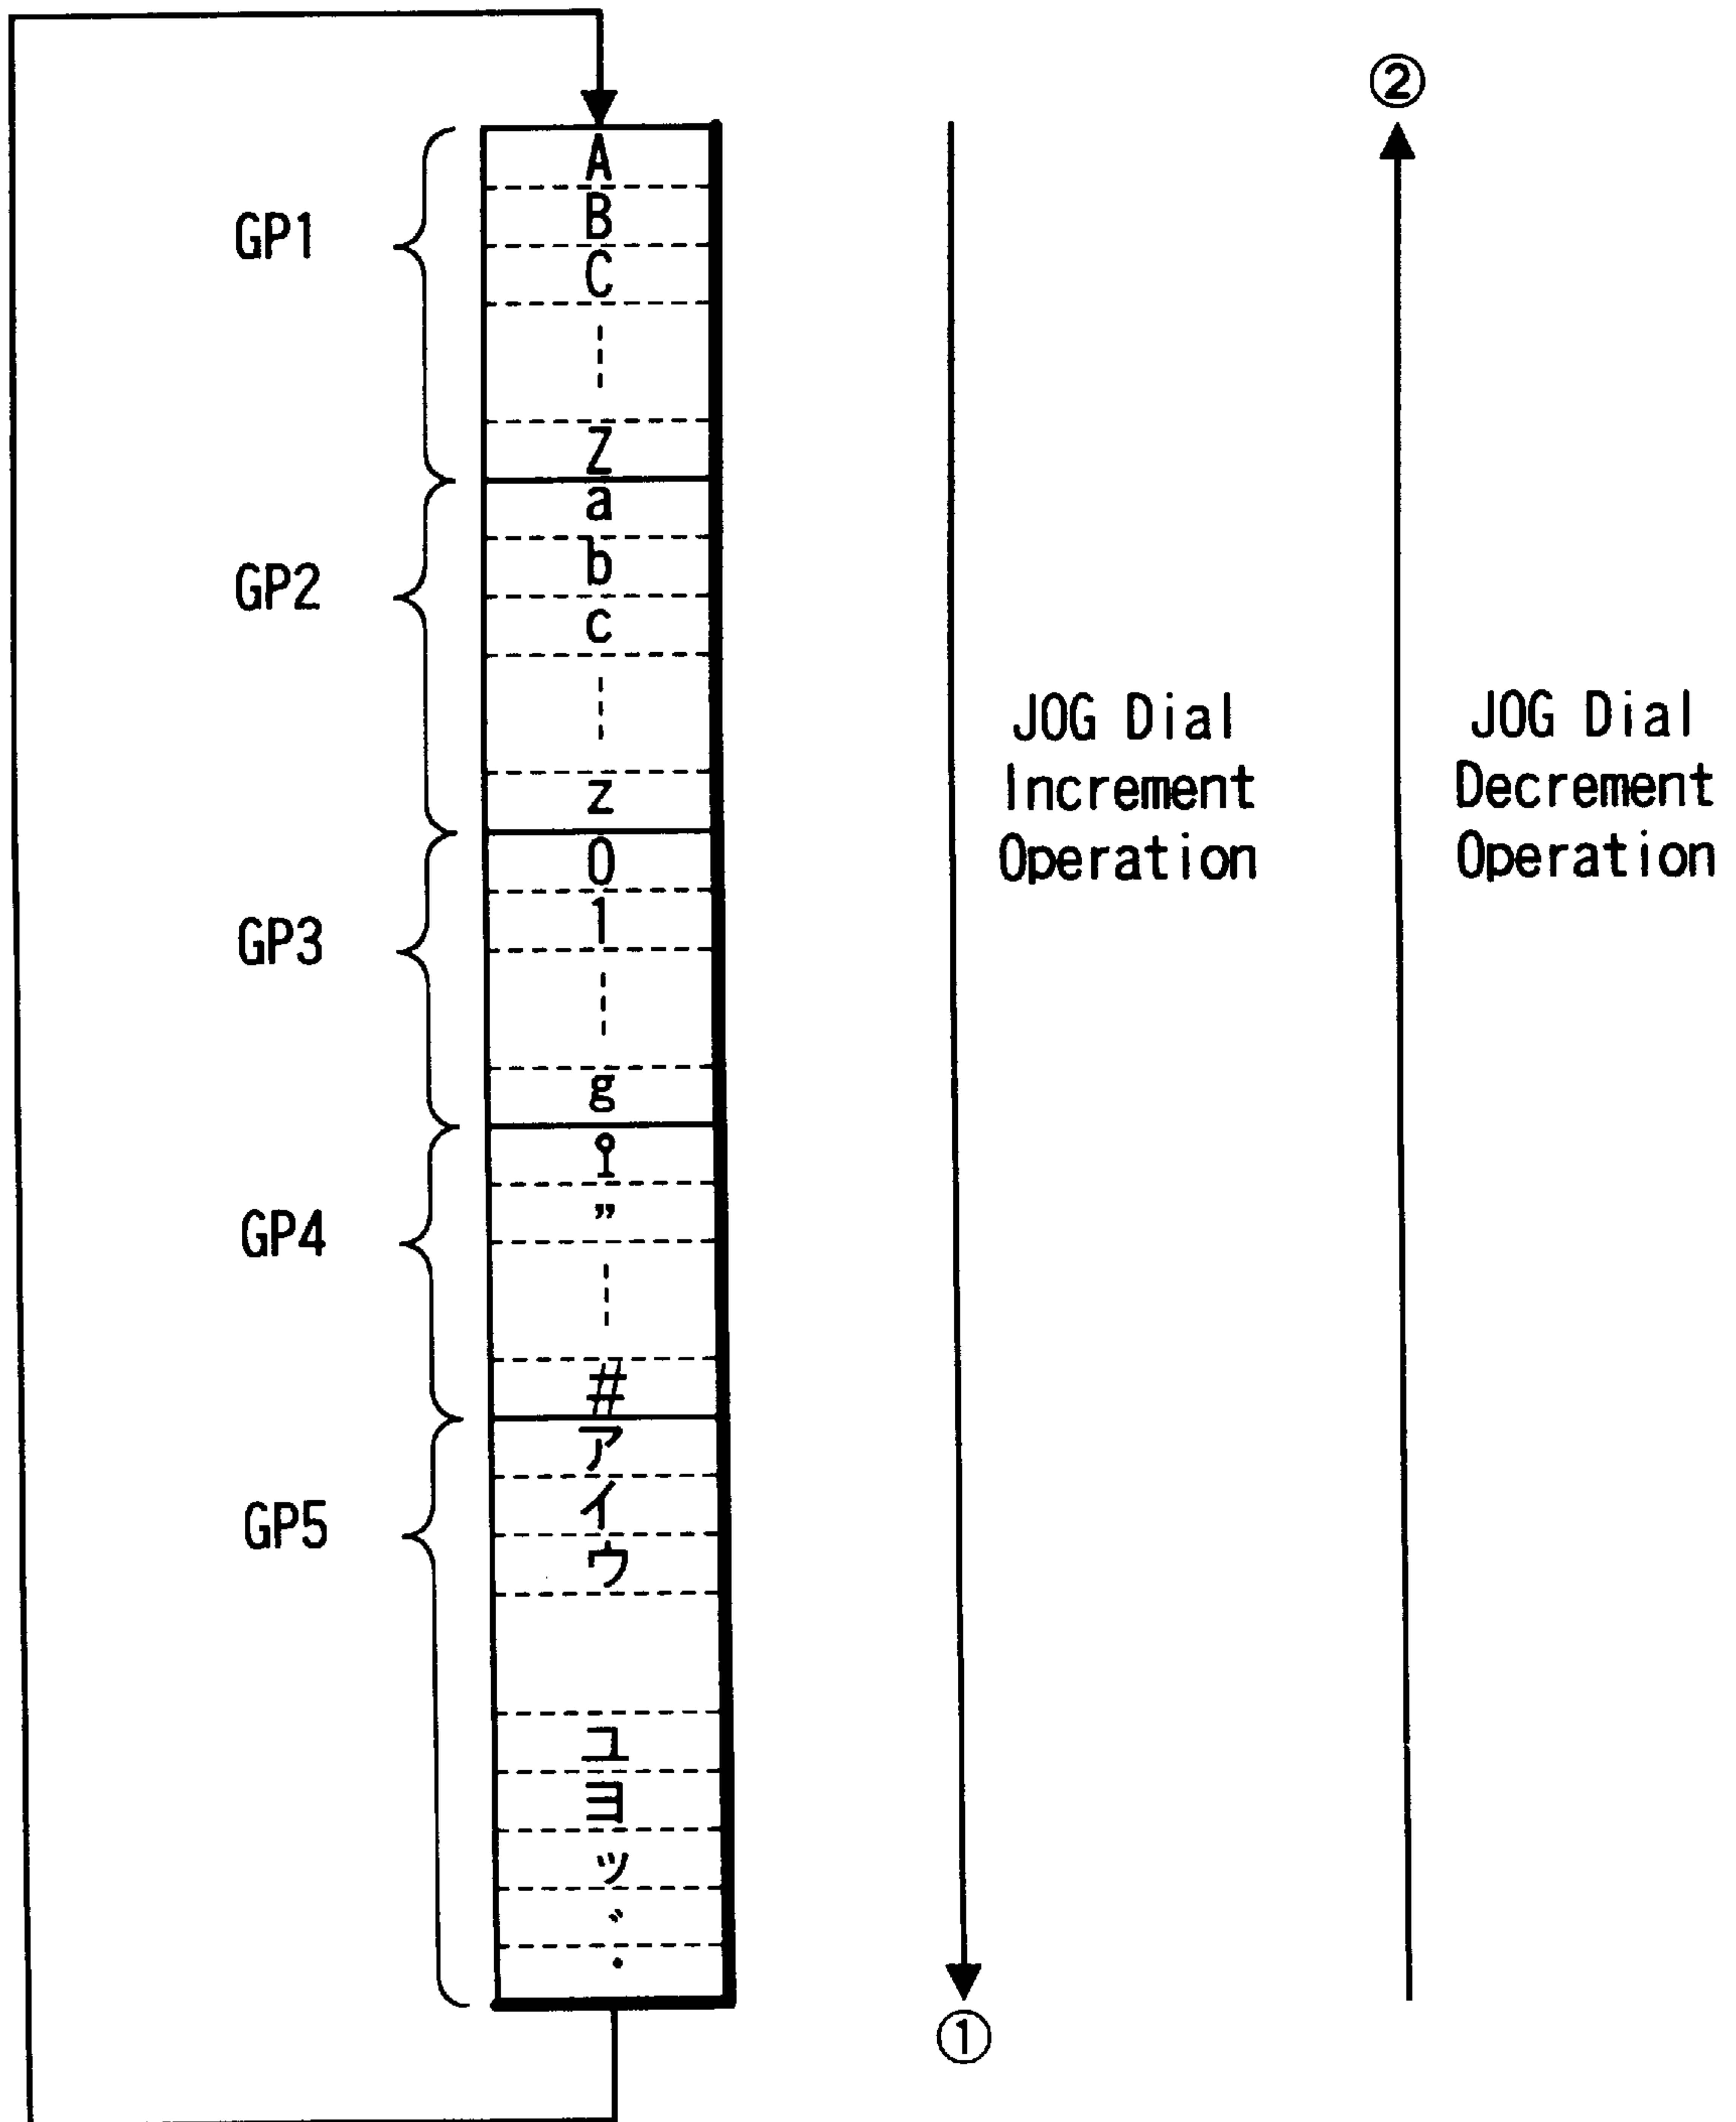 ②
A
B
GP1
C
Z
a
b
GP2
c
JOG Dial
Increment
Operation
JOG Dial
Decrement
Operation
z
0
1
GP3
g
”
GP4
#
ア
イ
GP5
ウ
ユ
ヨ
ッ
゛
・
①